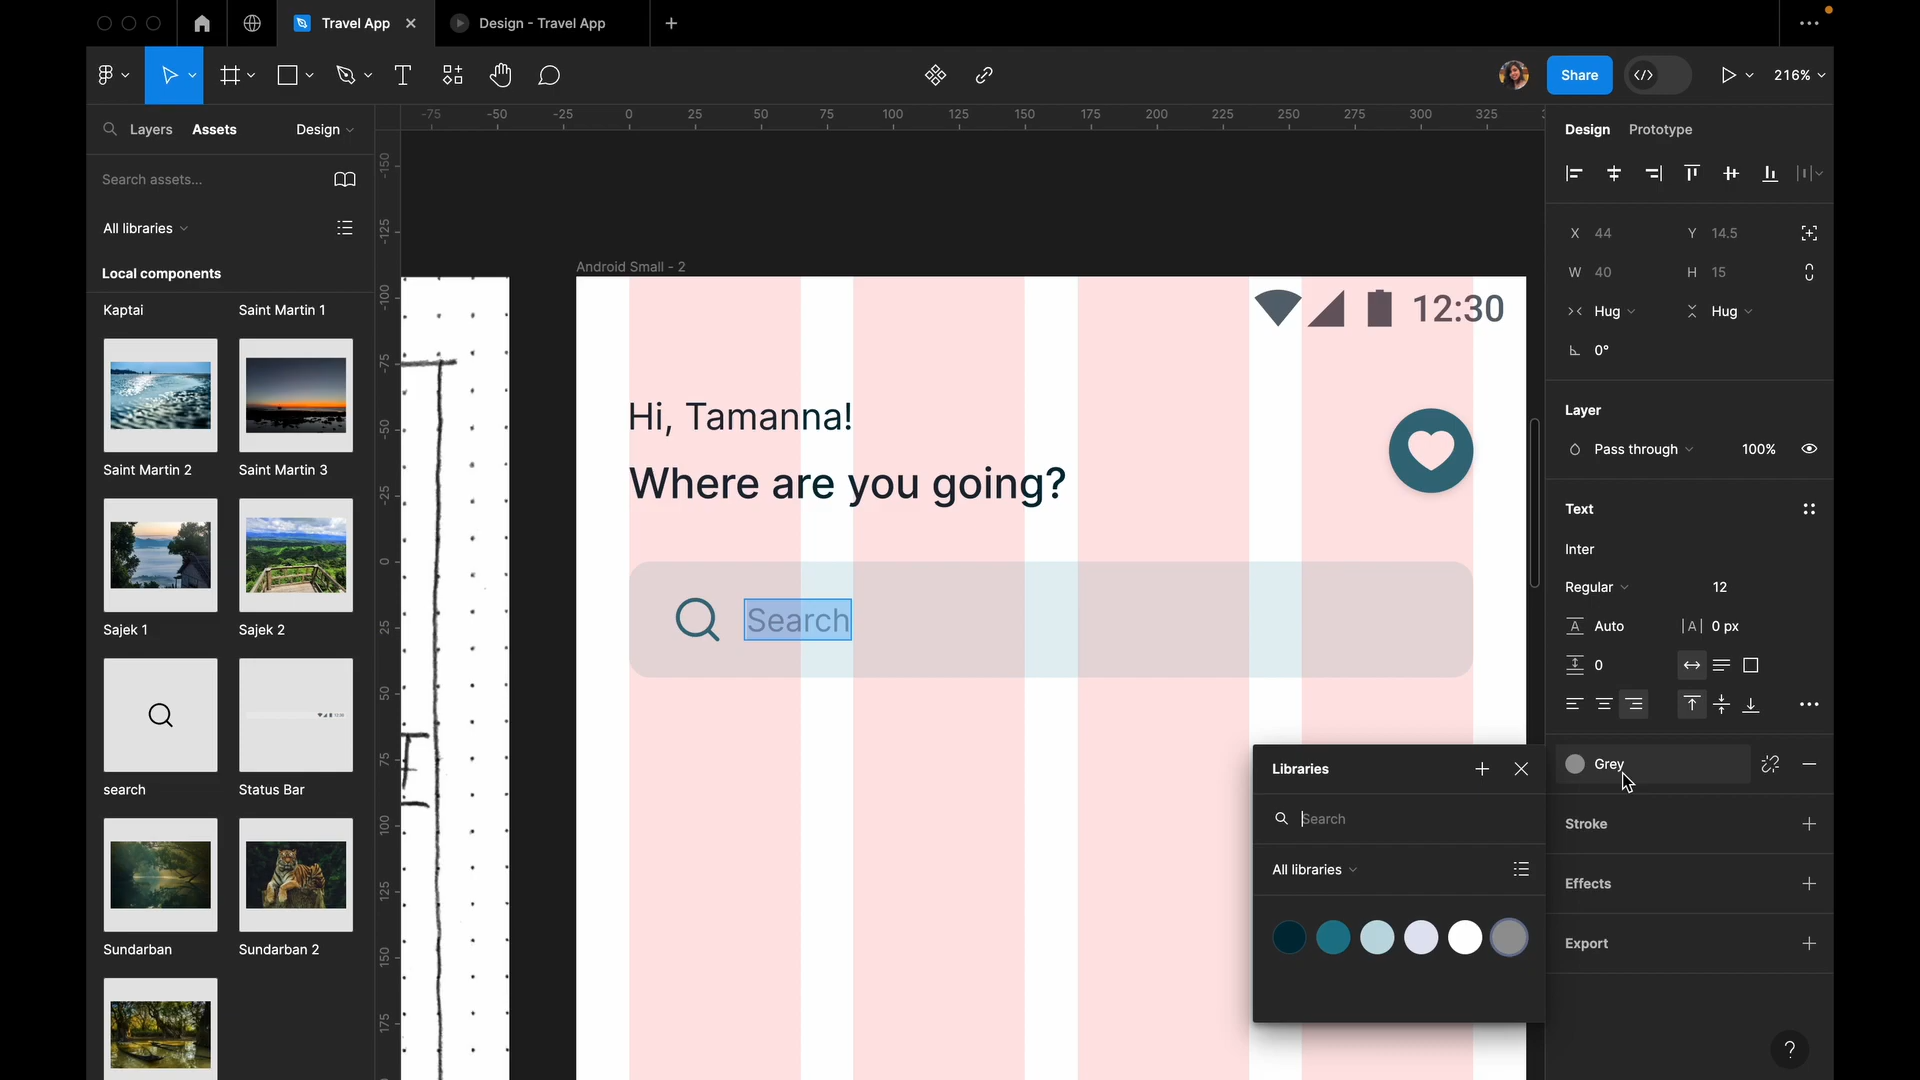 Travel App
Design - Travel App
Share
216%
Layers
Assets
Design
Search assets...
All libraries
Local components
Kaptai
Saint Martin 1
Saint Martin 2
Saint Martin 3
Sajek 1
Sajek 2
search
Status Bar
Sundarban
Sundarban 2
-75 -50 -25 0 25 50 75 100 125 150 175 200 225 250 275 300 325
-150
-125
-100
-75
-50
-25
0
25
50
75
100
125
150
175
Android Small - 2
12:30
Hi, Tamanna!
Where are you going?
Search
Libraries
Search
All libraries
Design
Prototype
X 44
Y 14.5
W 40
H 15
Hug
Hug
0°
Layer
Pass through
100%
Text
Inter
Regular
12
Auto
0 px
0
Grey
Stroke
Effects
Export
?